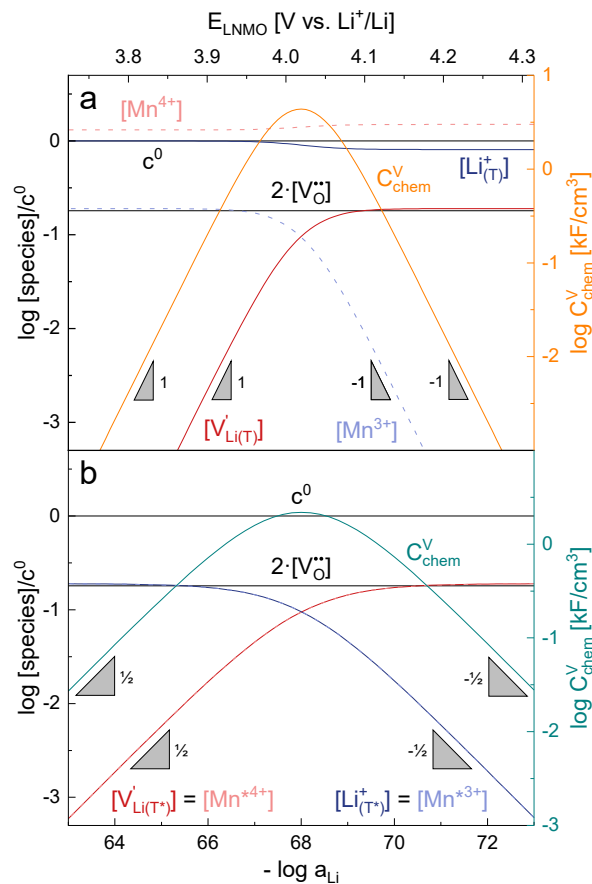 E_LNMO [V vs. Li⁺/Li]
3.8 3.9 4.0 4.1 4.2 4.3
a
[Mn⁴⁺]
c⁰
[Li⁺_(T)]
C^V_chem
2·[V_O^••]
[V'_Li(T)]
[Mn³⁺]
1
1
-1
-1
log [species]/c⁰
0
-1
-2
-3
log C^V_chem [kF/cm³]
1
0
-1
-2
b
c⁰
C^V_chem
2·[V_O^••]
½
½
-½
-½
[V'_Li(T*)] = [Mn*⁴⁺]
[Li⁺_(T*)] = [Mn*³⁺]
log [species]/c⁰
0
-1
-2
-3
log C^V_chem [kF/cm³]
0
-1
-2
-3
64 66 68 70 72
- log a_Li